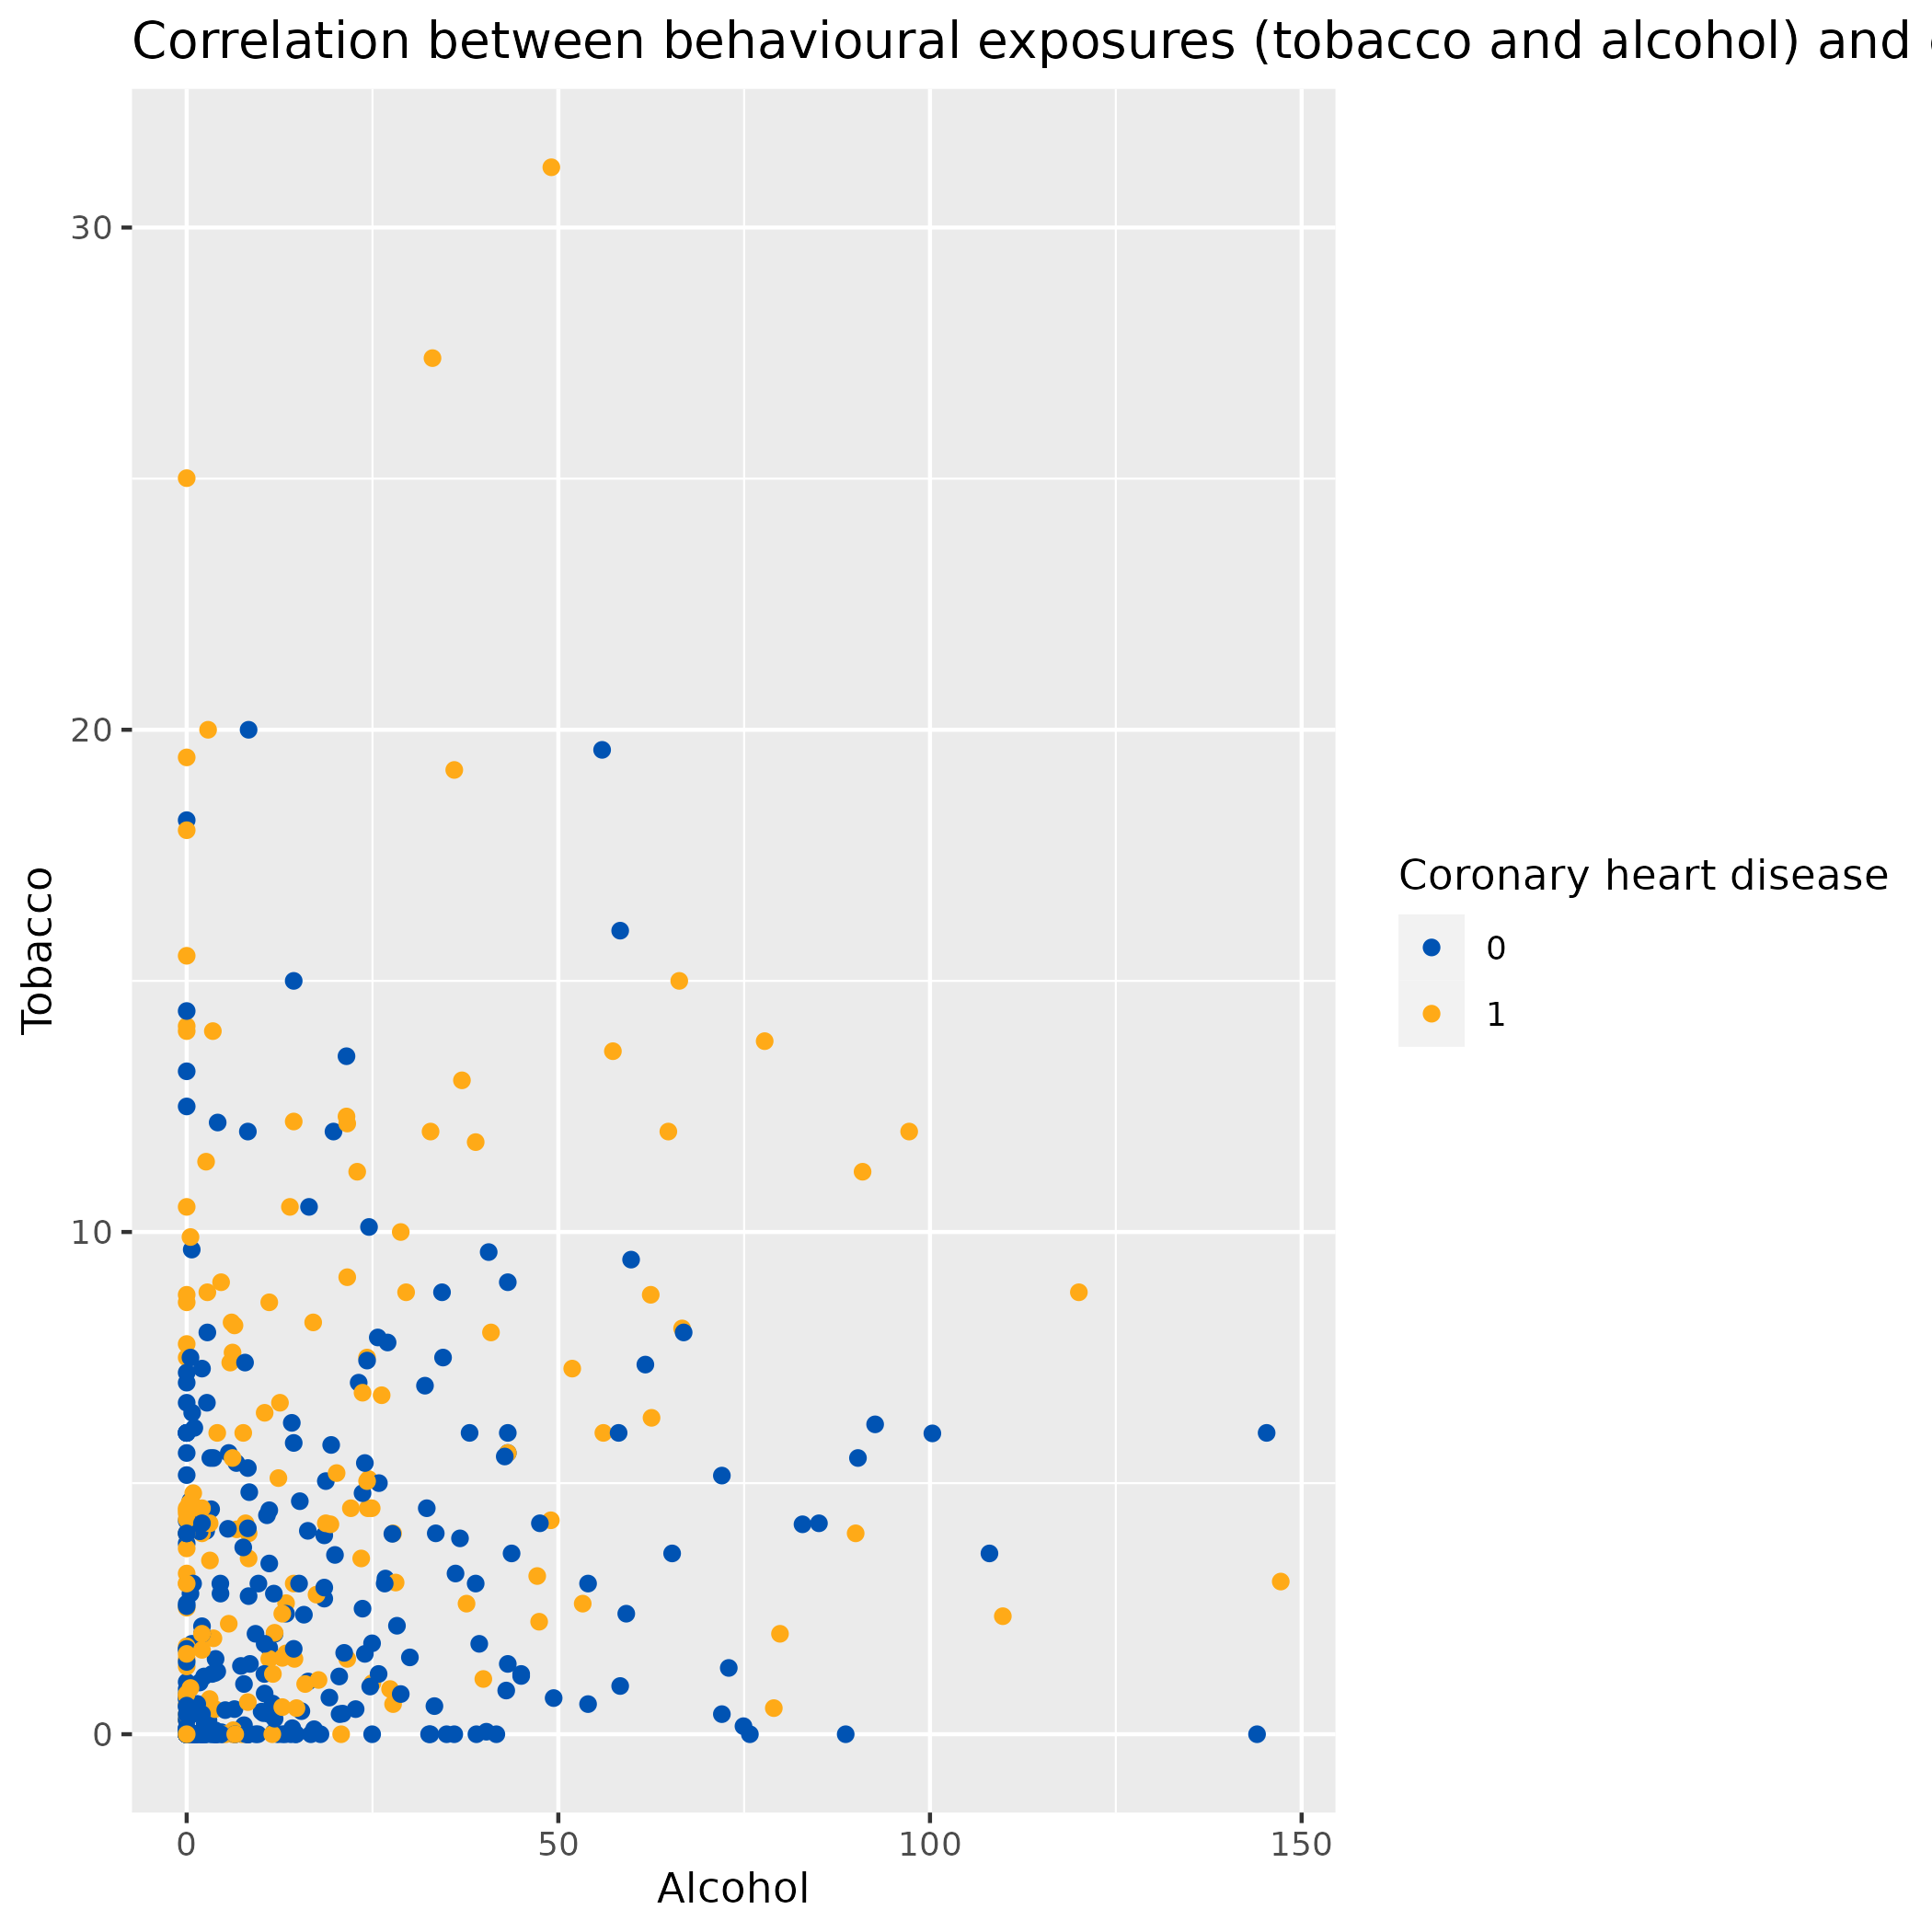 Correlation between behavioural exposures (tobacco and alcohol) and
30
20
10
0
Tobacco
0 50 100 150
Alcohol
Coronary heart disease
0
1